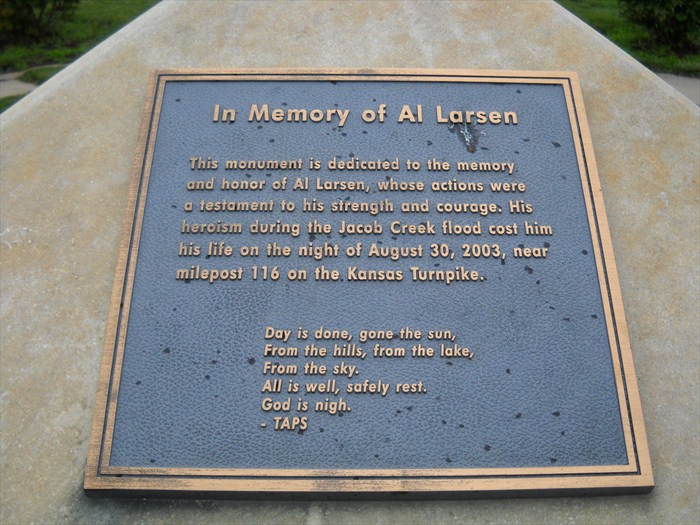 In Memory of Al Larsen
This monument is dedicated to the memory
and honor of Al Larsen, whose actions were
a testament to his strength and courage. His
heroism during the Jacob Creek flood cost him
his life on the night of August 30, 2003, near
milepost 116 on the Kansas Turnpike.
Day is done, gone the sun,
From the hills, from the lake,
From the sky.
All is well, safely rest.
God is nigh.
- TAPS